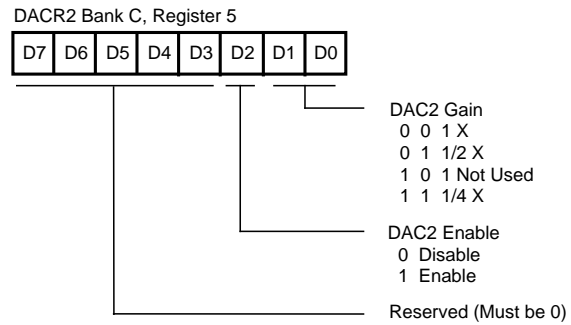 DACR2 Bank C, Register 5
D7 D6 D5 D4 D3 D2 D1 D0
DAC2 Gain
0 0 1 X
0 1 1/2 X
1 0 1 Not Used
1 1 1/4 X
DAC2 Enable
0 Disable
1 Enable
Reserved (Must be 0)